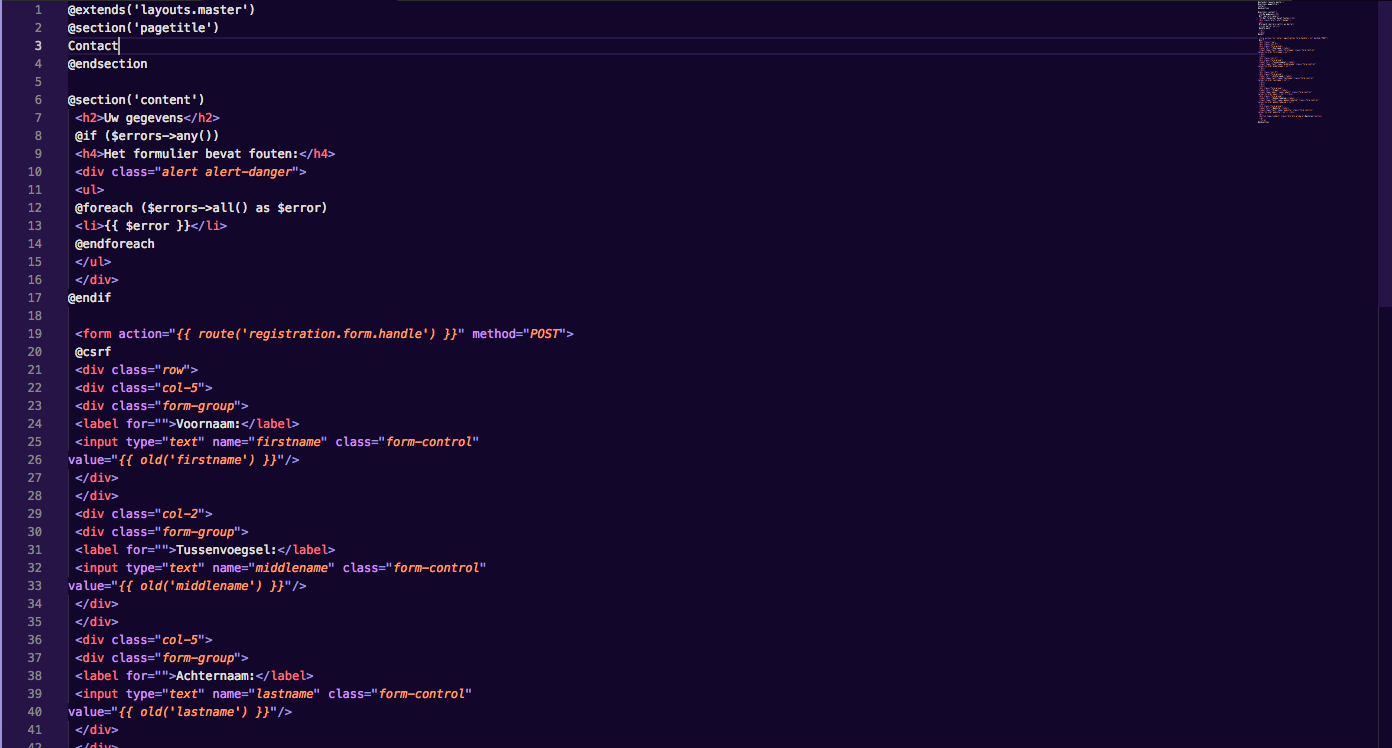 1 @extends('layouts.master')
2 @section('pagetitle')
3 Contact
4 @endsection
5
6 @section('content')
7 <h2>Uw gegevens</h2>
8 @if ($errors->any())
9 <h4>Het formulier bevat fouten:</h4>
10 <div class="alert alert-danger">
11 <ul>
12 @foreach ($errors->all() as $error)
13 <li>{{ $error }}</li>
14 @endforeach
15 </ul>
16 </div>
17 @endif
18
19 <form action="{{ route('registration.form.handle') }}" method="POST">
20 @csrf
21 <div class="row">
22 <div class="col-5">
23 <div class="form-group">
24 <label for="">Voornaam:</label>
25 <input type="text" name="firstname" class="form-control"
26 value="{{ old('firstname') }}"/>
27 </div>
28 </div>
29 <div class="col-2">
30 <div class="form-group">
31 <label for="">Tussenvoegsel:</label>
32 <input type="text" name="middlename" class="form-control"
33 value="{{ old('middlename') }}"/>
34 </div>
35 </div>
36 <div class="col-5">
37 <div class="form-group">
38 <label for="">Achternaam:</label>
39 <input type="text" name="lastname" class="form-control"
40 value="{{ old('lastname') }}"/>
41 </div>
42 </div>